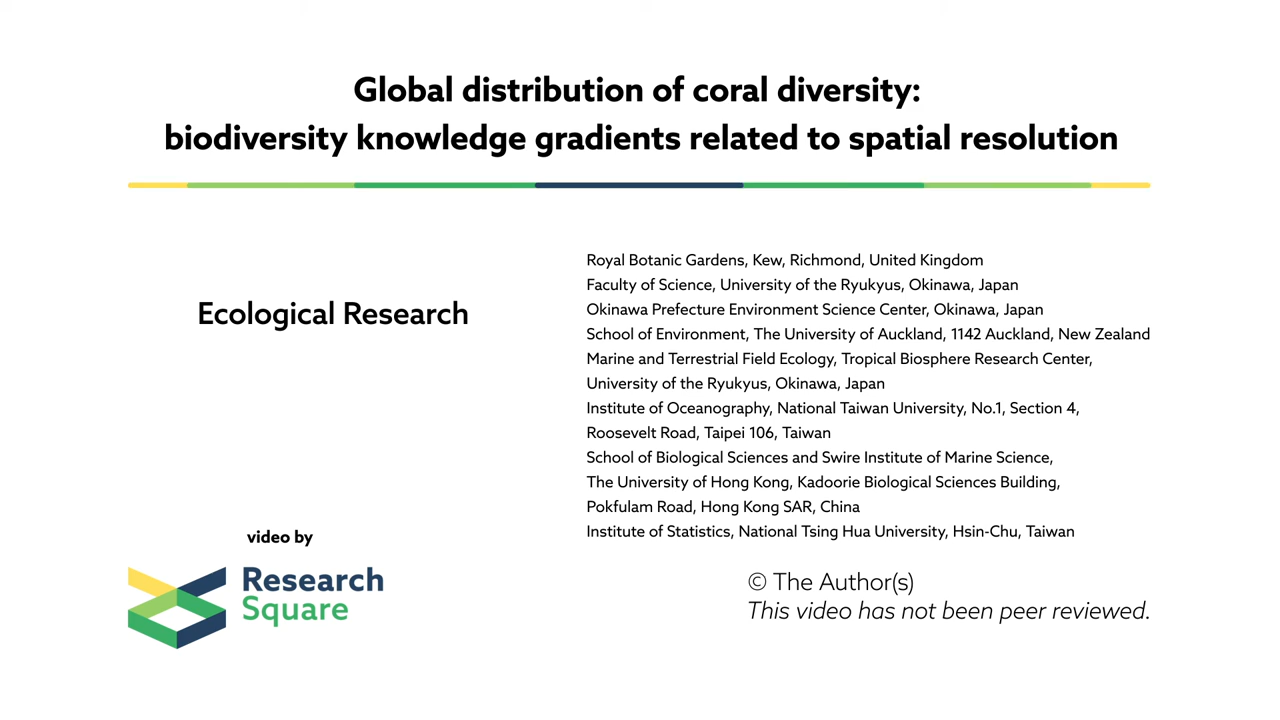 Global distribution of coral diversity:
biodiversity knowledge gradients related to spatial resolution
Ecological Research
Royal Botanic Gardens, Kew, Richmond, United Kingdom
Faculty of Science, University of the Ryukyus, Okinawa, Japan
Okinawa Prefecture Environment Science Center, Okinawa, Japan
School of Environment, The University of Auckland, 1142 Auckland, New Zealand
Marine and Terrestrial Field Ecology, Tropical Biosphere Research Center,
University of the Ryukyus, Okinawa, Japan
Institute of Oceanography, National Taiwan University, No.1, Section 4,
Roosevelt Road, Taipei 106, Taiwan
School of Biological Sciences and Swire Institute of Marine Science,
The University of Hong Kong, Kadoorie Biological Sciences Building,
Pokfulam Road, Hong Kong SAR, China
Institute of Statistics, National Tsing Hua University, Hsin-Chu, Taiwan
video by
Research
Square
© The Author(s)
This video has not been peer reviewed.